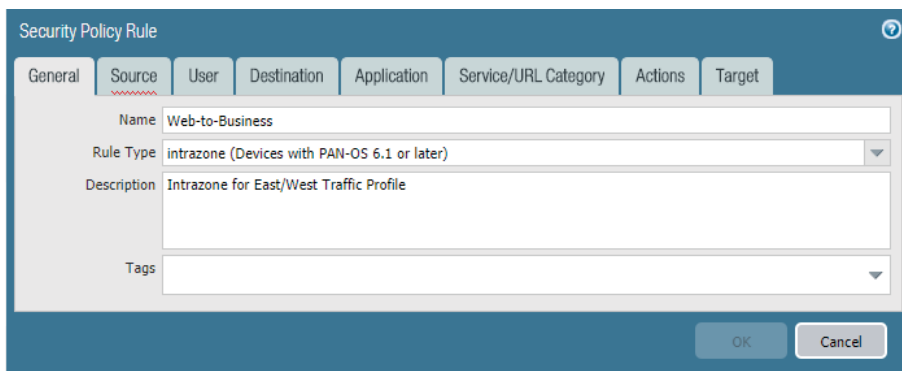 Security Policy Rule
General Source User Destination Application Service/URL Category Actions Target
Name Web-to-Business
Rule Type intrazone (Devices with PAN-OS 6.1 or later)
Description Intrazone for East/West Traffic Profile
Tags
OK Cancel